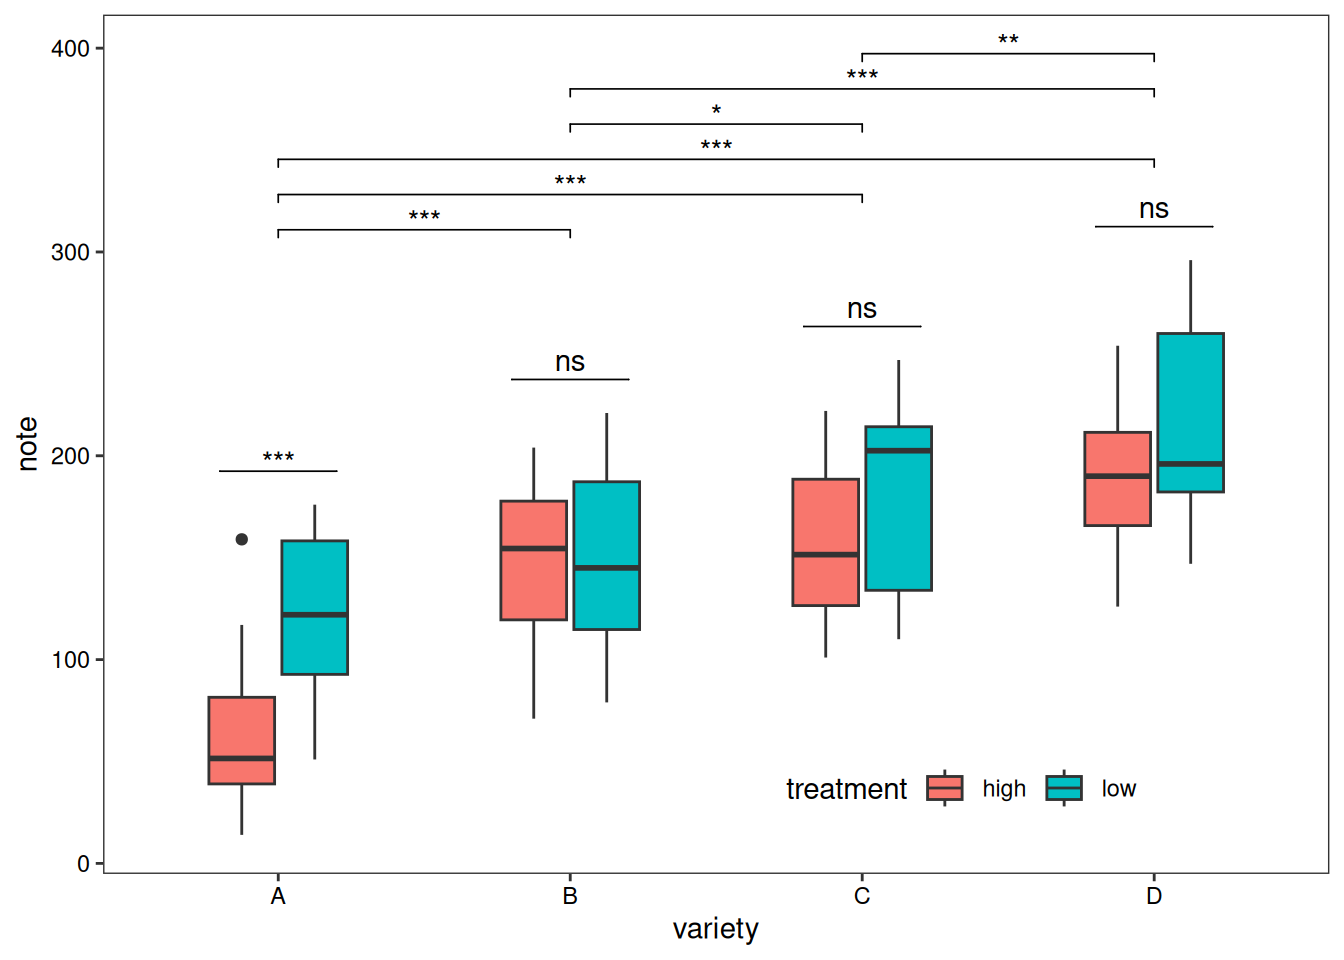 400
**
***
*
***
***
***
ns
300
ns
ns
***
200
note
100
treatment high low
0
A B C D
variety